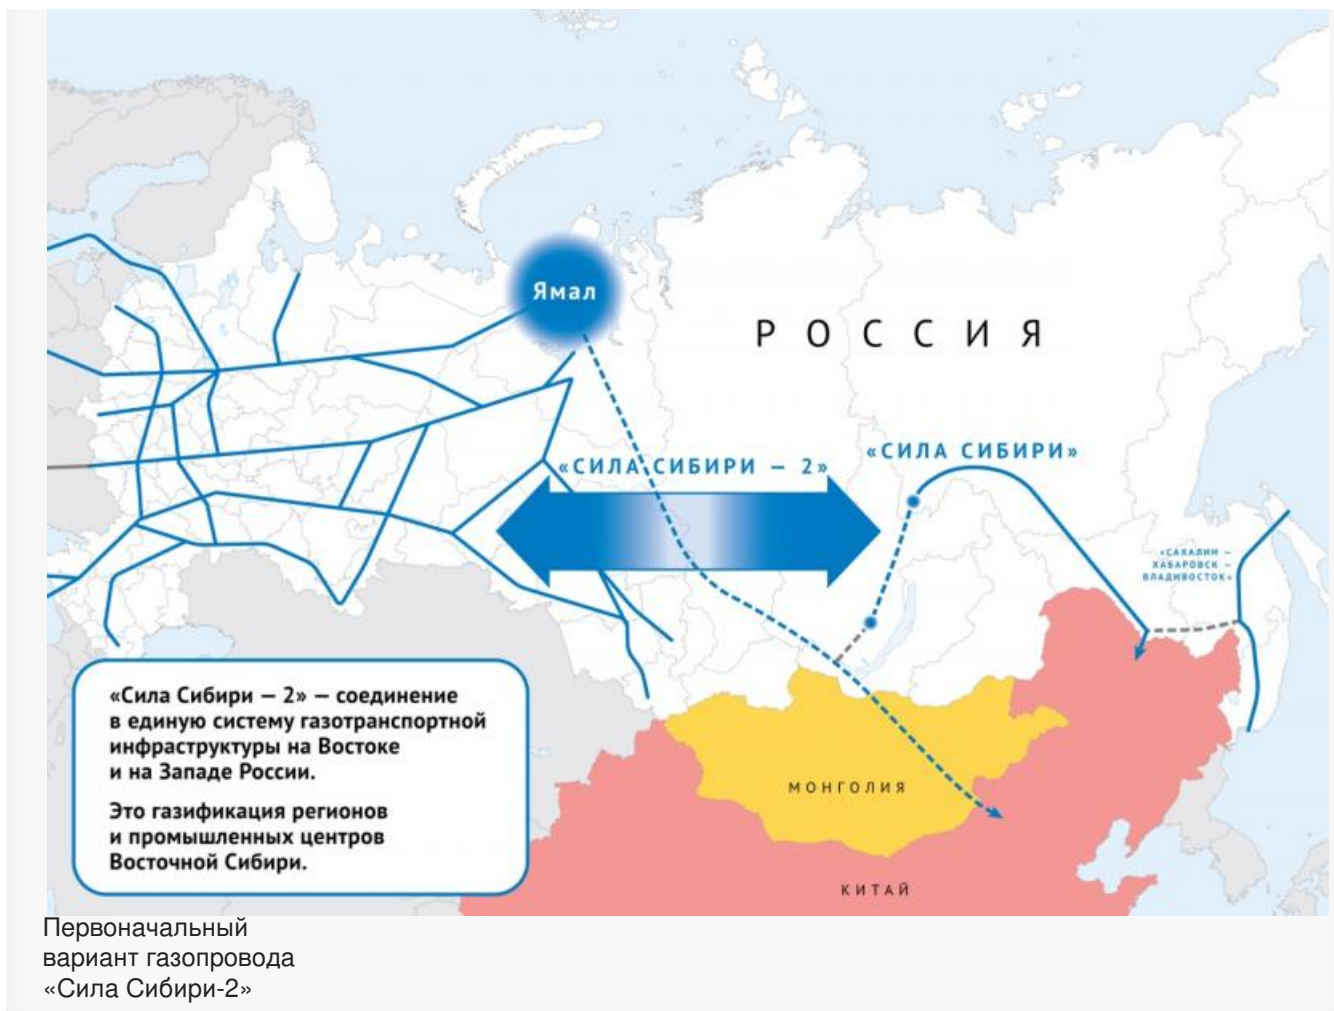 Ямал
РОССИЯ
«СИЛА СИБИРИ – 2»
«СИЛА СИБИРИ»
«САХАЛИН –
ХАБАРОВСК –
ВЛАДИВОСТОК»
«Сила Сибири – 2» – соединение
в единую систему газотранспортной
инфраструктуры на Востоке
и на Западе России.
Это газификация регионов
и промышленных центров
Восточной Сибири.
МОНГОЛИЯ
КИТАЙ
Первоначальный
вариант газопровода
«Сила Сибири-2»